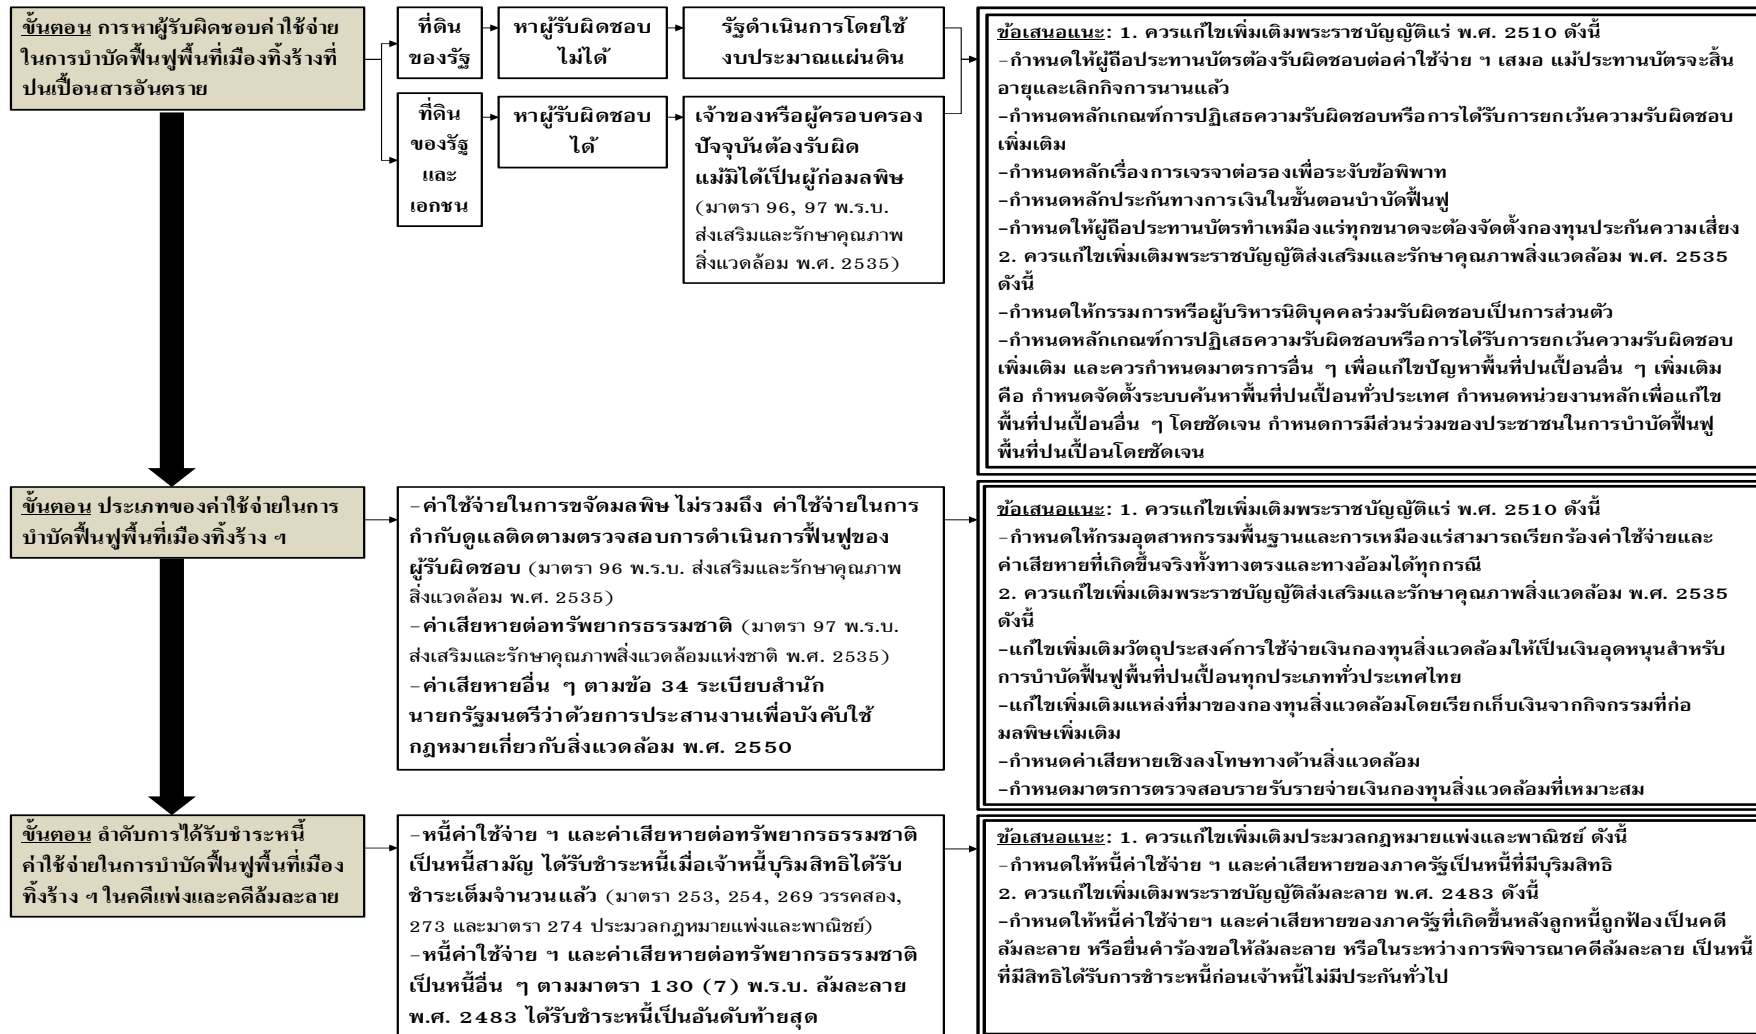 ขั้นตอน การหาผู้รับผิดชอบค่าใช้จ่าย
ในการบำบัดฟื้นฟูพื้นที่เมืองทิ้งร้างที่
ปนเปื้อนสารอันตราย
ที่ดิน
ของรัฐ
หาผู้รับผิดชอบ
ไม่ได้
รัฐดำเนินการโดยใช้
งบประมาณแผ่นดิน
ที่ดิน
ของรัฐ
และ
เอกชน
หาผู้รับผิดชอบ
ได้
เจ้าของหรือผู้ครอบครอง
ปัจจุบันต้องรับผิด
แม้มิได้เป็นผู้ก่อมลพิษ
(มาตรา 96, 97 พ.ร.บ.
ส่งเสริมและรักษาคุณภาพ
สิ่งแวดล้อม พ.ศ. 2535)
ข้อเสนอแนะ: 1. ควรแก้ไขเพิ่มเติมพระราชบัญญัติแร่ พ.ศ. 2510 ดังนี้
-กำหนดให้ผู้ถือประทานบัตรต้องรับผิดชอบต่อค่าใช้จ่าย ฯ เสมอ แม้ประทานบัตรจะสิ้น
อายุและเลิกกิจการนานแล้ว
-กำหนดหลักเกณฑ์การปฏิเสธความรับผิดชอบหรือการได้รับการยกเว้นความรับผิดชอบ
เพิ่มเติม
-กำหนดหลักเรื่องการเจรจาต่อรองเพื่อระงับข้อพิพาท
-กำหนดหลักประกันทางการเงินในขั้นตอนบำบัดฟื้นฟู
-กำหนดให้ผู้ถือประทานบัตรทำเหมืองแร่ทุกขนาดจะต้องจัดตั้งกองทุนประกันความเสี่ยง
2. ควรแก้ไขเพิ่มเติมพระราชบัญญัติส่งเสริมและรักษาคุณภาพสิ่งแวดล้อม พ.ศ. 2535
ดังนี้
-กำหนดให้กรรมการหรือผู้บริหารนิติบุคคลร่วมรับผิดชอบเป็นการส่วนตัว
-กำหนดหลักเกณฑ์การปฏิเสธความรับผิดชอบหรือการได้รับการยกเว้นความรับผิดชอบ
เพิ่มเติม และควรกำหนดมาตรการอื่น ๆ เพื่อแก้ไขปัญหาพื้นที่ปนเปื้อนอื่น ๆ เพิ่มเติม
คือ กำหนดจัดตั้งระบบค้นหาพื้นที่ปนเปื้อนทั่วประเทศ กำหนดหน่วยงานหลักเพื่อแก้ไข
พื้นที่ปนเปื้อนอื่น ๆ โดยชัดเจน กำหนดการมีส่วนร่วมของประชาชนในการบำบัดฟื้นฟู
พื้นที่ปนเปื้อนโดยชัดเจน
ขั้นตอน ประเภทของค่าใช้จ่ายในการ
บำบัดฟื้นฟูพื้นที่เมืองทิ้งร้าง ฯ
-ค่าใช้จ่ายในการขจัดมลพิษ ไม่รวมถึง ค่าใช้จ่ายในการ
กำกับดูแลติดตามตรวจสอบการดำเนินการฟื้นฟูของ
ผู้รับผิดชอบ (มาตรา 96 พ.ร.บ. ส่งเสริมและรักษาคุณภาพ
สิ่งแวดล้อม พ.ศ. 2535)
-ค่าเสียหายต่อทรัพยากรธรรมชาติ (มาตรา 97 พ.ร.บ.
ส่งเสริมและรักษาคุณภาพสิ่งแวดล้อมแห่งชาติ พ.ศ. 2535)
-ค่าเสียหายอื่น ๆ ตามข้อ 34 ระเบียบสำนัก
นายกรัฐมนตรีว่าด้วยการประสานงานเพื่อบังคับใช้
กฎหมายเกี่ยวกับสิ่งแวดล้อม พ.ศ. 2550
ข้อเสนอแนะ: 1. ควรแก้ไขเพิ่มเติมพระราชบัญญัติแร่ พ.ศ. 2510 ดังนี้
-กำหนดให้กรมอุตสาหกรรมพื้นฐานและการเหมืองแร่สามารถเรียกร้องค่าใช้จ่ายและ
ค่าเสียหายที่เกิดขึ้นจริงทั้งทางตรงและทางอ้อมได้ทุกกรณี
2. ควรแก้ไขเพิ่มเติมพระราชบัญญัติส่งเสริมและรักษาคุณภาพสิ่งแวดล้อม พ.ศ. 2535
ดังนี้
-แก้ไขเพิ่มเติมวัตถุประสงค์การใช้จ่ายเงินกองทุนสิ่งแวดล้อมให้เป็นเงินอุดหนุนสำหรับ
การบำบัดฟื้นฟูพื้นที่ปนเปื้อนทุกประเภททั่วประเทศไทย
-แก้ไขเพิ่มเติมแหล่งที่มาของกองทุนสิ่งแวดล้อมโดยเรียกเก็บเงินจากกิจกรรมที่ก่อ
มลพิษเพิ่มเติม
-กำหนดค่าเสียหายเชิงลงโทษทางด้านสิ่งแวดล้อม
-กำหนดมาตรการตรวจสอบรายรับรายจ่ายเงินกองทุนสิ่งแวดล้อมที่เหมาะสม
ขั้นตอน ลำดับการได้รับชำระหนี้
ค่าใช้จ่ายในการบำบัดฟื้นฟูพื้นที่เมือง
ทิ้งร้าง ฯ ในคดีแพ่งและคดีล้มละลาย
-หนี้ค่าใช้จ่าย ฯ และค่าเสียหายต่อทรัพยากรธรรมชาติ
เป็นหนี้สามัญ ได้รับชำระหนี้เมื่อเจ้าหนี้บุริมสิทธิได้รับ
ชำระเต็มจำนวนแล้ว (มาตรา 253, 254, 269 วรรคสอง,
273 และมาตรา 274 ประมวลกฎหมายแพ่งและพาณิชย์)
-หนี้ค่าใช้จ่าย ฯ และค่าเสียหายต่อทรัพยากรธรรมชาติ
เป็นหนี้อื่น ๆ ตามมาตรา 130 (7) พ.ร.บ. ล้มละลาย
พ.ศ. 2483 ได้รับชำระหนี้เป็นอันดับท้ายสุด
ข้อเสนอแนะ: 1. ควรแก้ไขเพิ่มเติมประมวลกฎหมายแพ่งและพาณิชย์ ดังนี้
-กำหนดให้หนี้ค่าใช้จ่าย ฯ และค่าเสียหายของภาครัฐเป็นหนี้ที่มีบุริมสิทธิ
2. ควรแก้ไขเพิ่มเติมพระราชบัญญัติล้มละลาย พ.ศ. 2483 ดังนี้
-กำหนดให้หนี้ค่าใช้จ่ายฯ และค่าเสียหายของภาครัฐที่เกิดขึ้นหลังลูกหนี้ถูกฟ้องเป็นคดี
ล้มละลาย หรือยื่นคำร้องขอให้ล้มละลาย หรือในระหว่างการพิจารณาคดีล้มละลาย เป็นหนี้
ที่มีสิทธิได้รับการชำระหนี้ก่อนเจ้าหนี้ไม่มีประกันทั่วไป